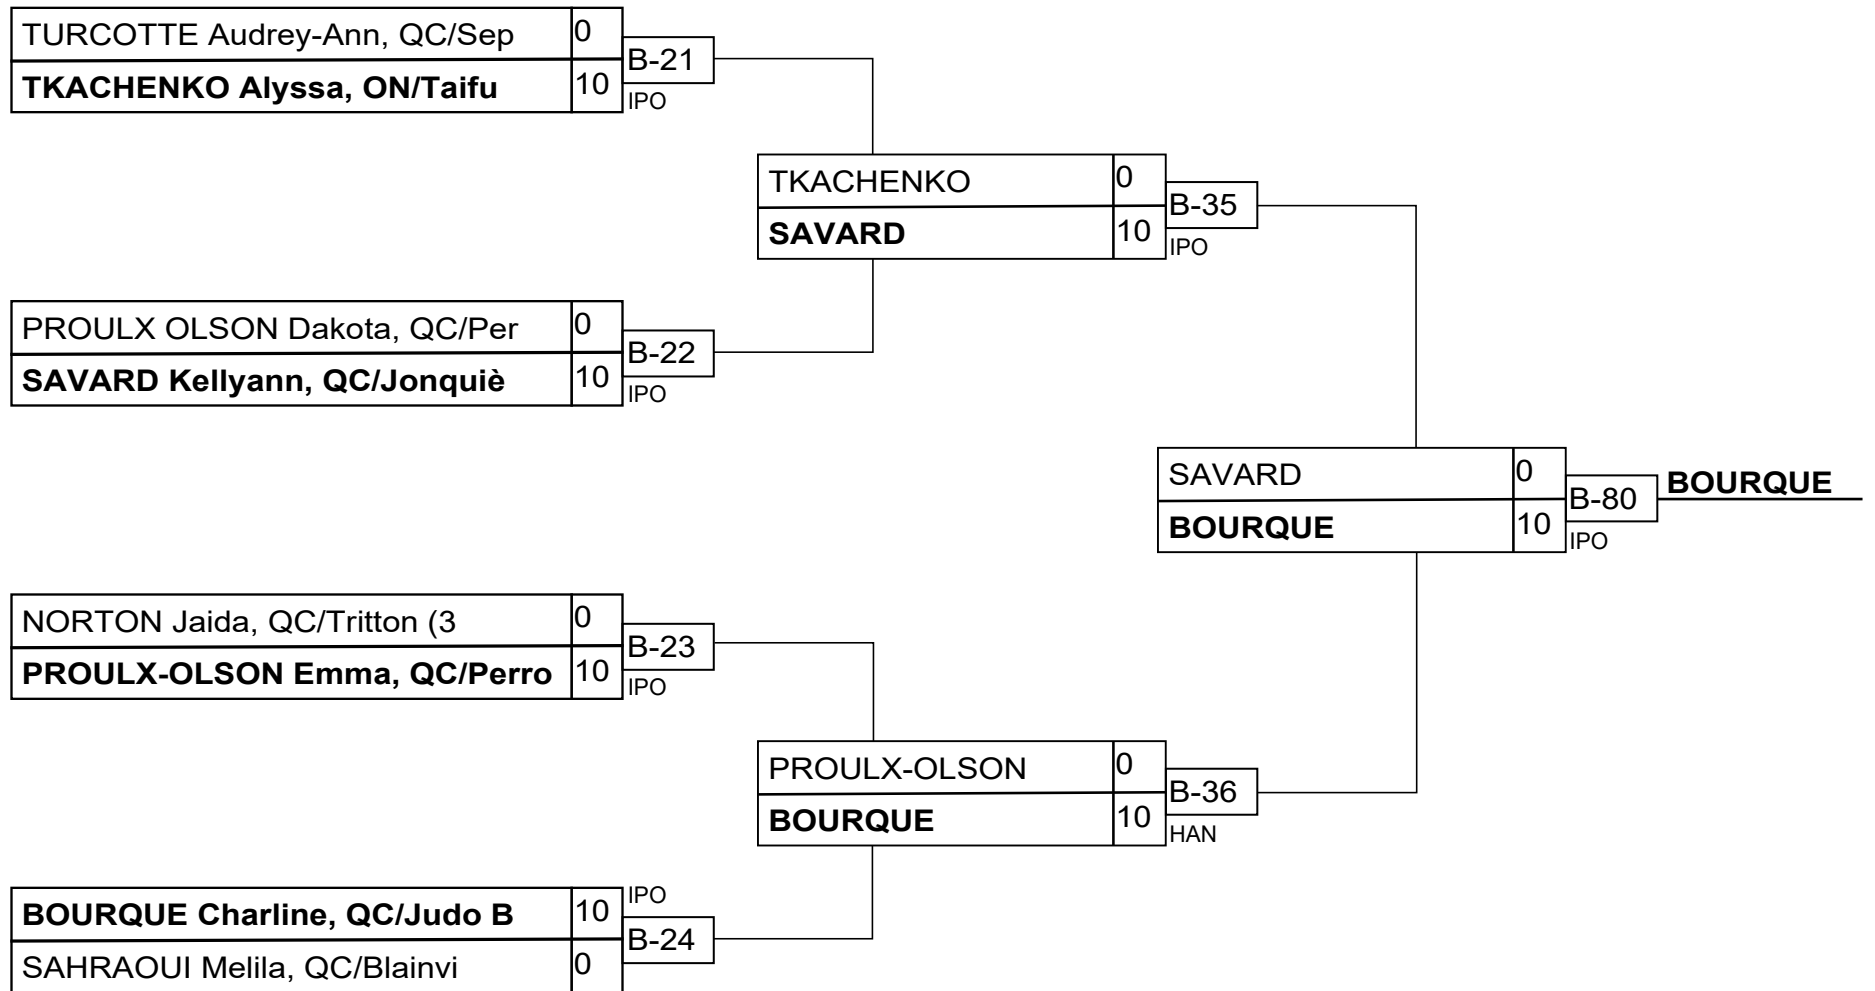 TURCOTTE Audrey-Ann, QC/Sep 0
B-21
TKACHENKO Alyssa, ON/Taifu 10
IPO
TKACHENKO 0
B-35
SAVARD 10
IPO
PROULX OLSON Dakota, QC/Per 0
B-22
SAVARD Kellyann, QC/Jonquiè 10
IPO
SAVARD 0
B-80
BOURQUE
BOURQUE 10
IPO
NORTON Jaida, QC/Tritton (3 0
B-23
PROULX-OLSON Emma, QC/Perro 10
IPO
PROULX-OLSON 0
B-36
BOURQUE 10
HAN
IPO
BOURQUE Charline, QC/Judo B 10
B-24
SAHRAOUI Melila, QC/Blainvi 0